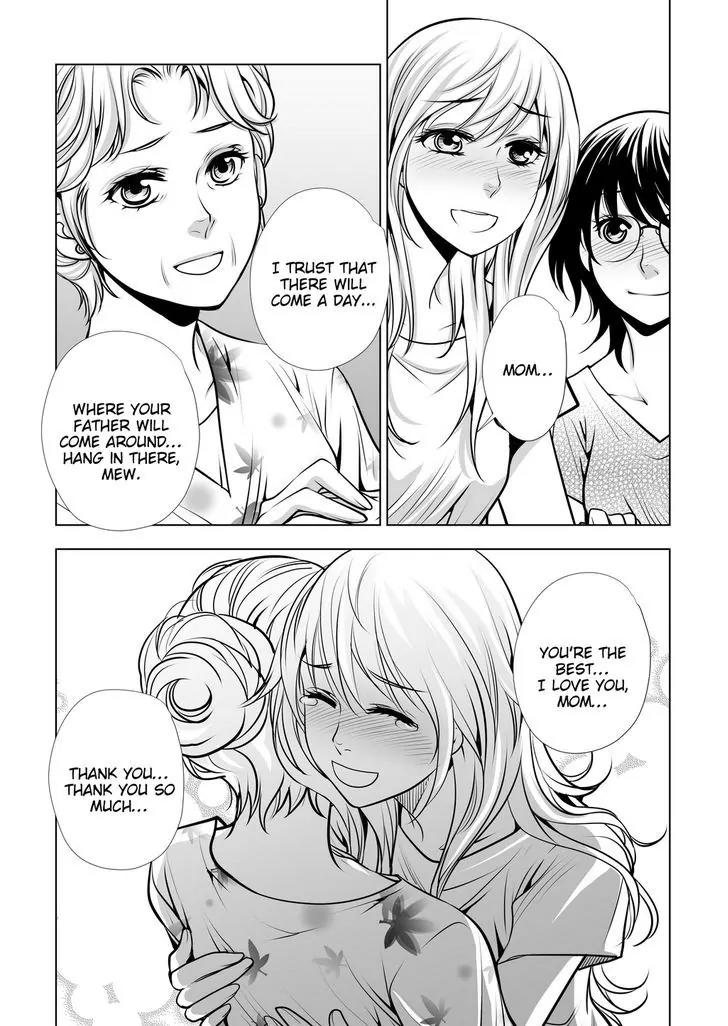 MOM...
I TRUST THAT
THERE WILL
COME A DAY...
WHERE YOUR
FATHER WILL
COME AROUND...
HANG IN THERE,
MEW.
YOU'RE THE
BEST...
I LOVE YOU,
MOM...
THANK YOU...
THANK YOU SO
MUCH...